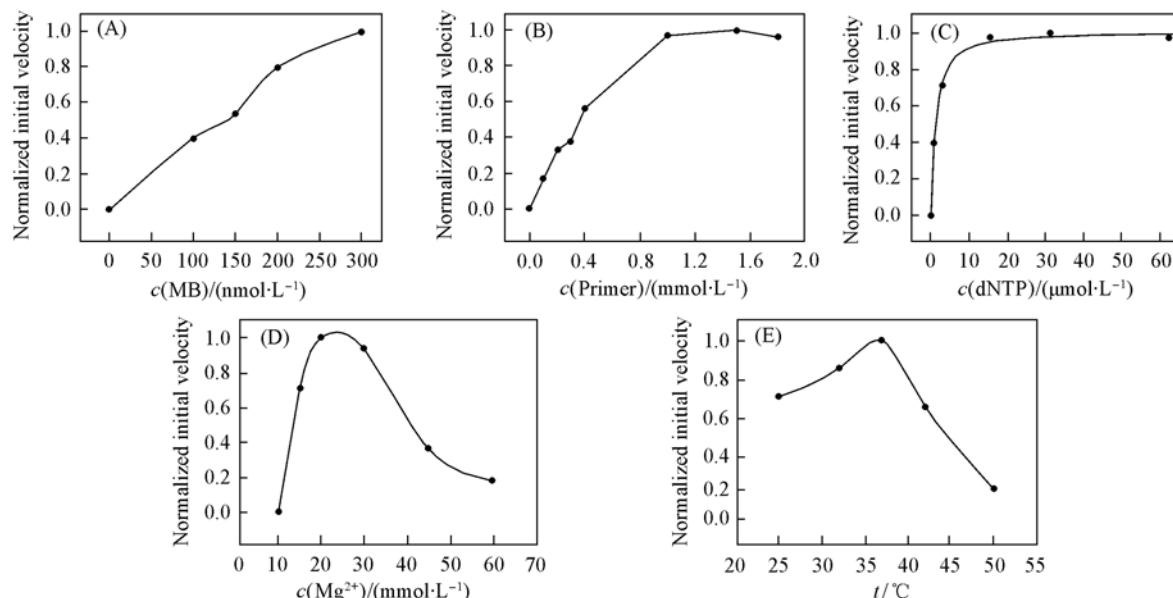 (A)
Normalized initial velocity
1.0
0.8
0.6
0.4
0.2
0.0
0 50 100 150 200 250 300
c(MB)/(nmol·L⁻¹)
(B)
Normalized initial velocity
1.0
0.8
0.6
0.4
0.2
0.0
0.0 0.4 0.8 1.2 1.6 2.0
c(Primer)/(mmol·L⁻¹)
(C)
Normalized initial velocity
1.0
0.8
0.6
0.4
0.2
0.0
0 10 20 30 40 50 60
c(dNTP)/(μmol·L⁻¹)
(D)
Normalized initial velocity
1.0
0.8
0.6
0.4
0.2
0.0
0 10 20 30 40 50 60 70
c(Mg²⁺)/(mmol·L⁻¹)
(E)
Normalized initial velocity
1.0
0.8
0.6
0.4
0.2
0.0
20 25 30 35 40 45 50 55
t/℃